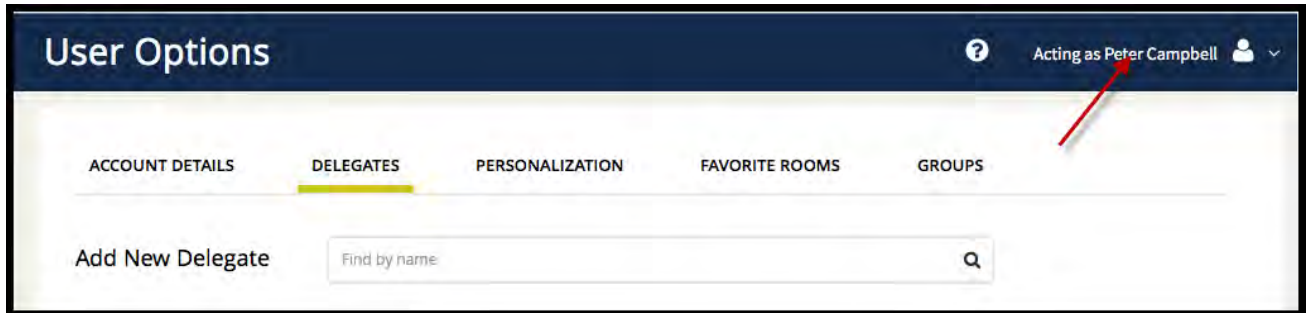 User Options
? Acting as Peter Campbell
ACCOUNT DETAILS DELEGATES PERSONALIZATION FAVORITE ROOMS GROUPS
Add New Delegate Find by name